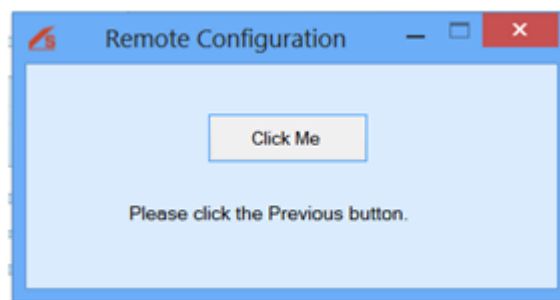 Remote Configuration
Click Me
Please click the Previous button.